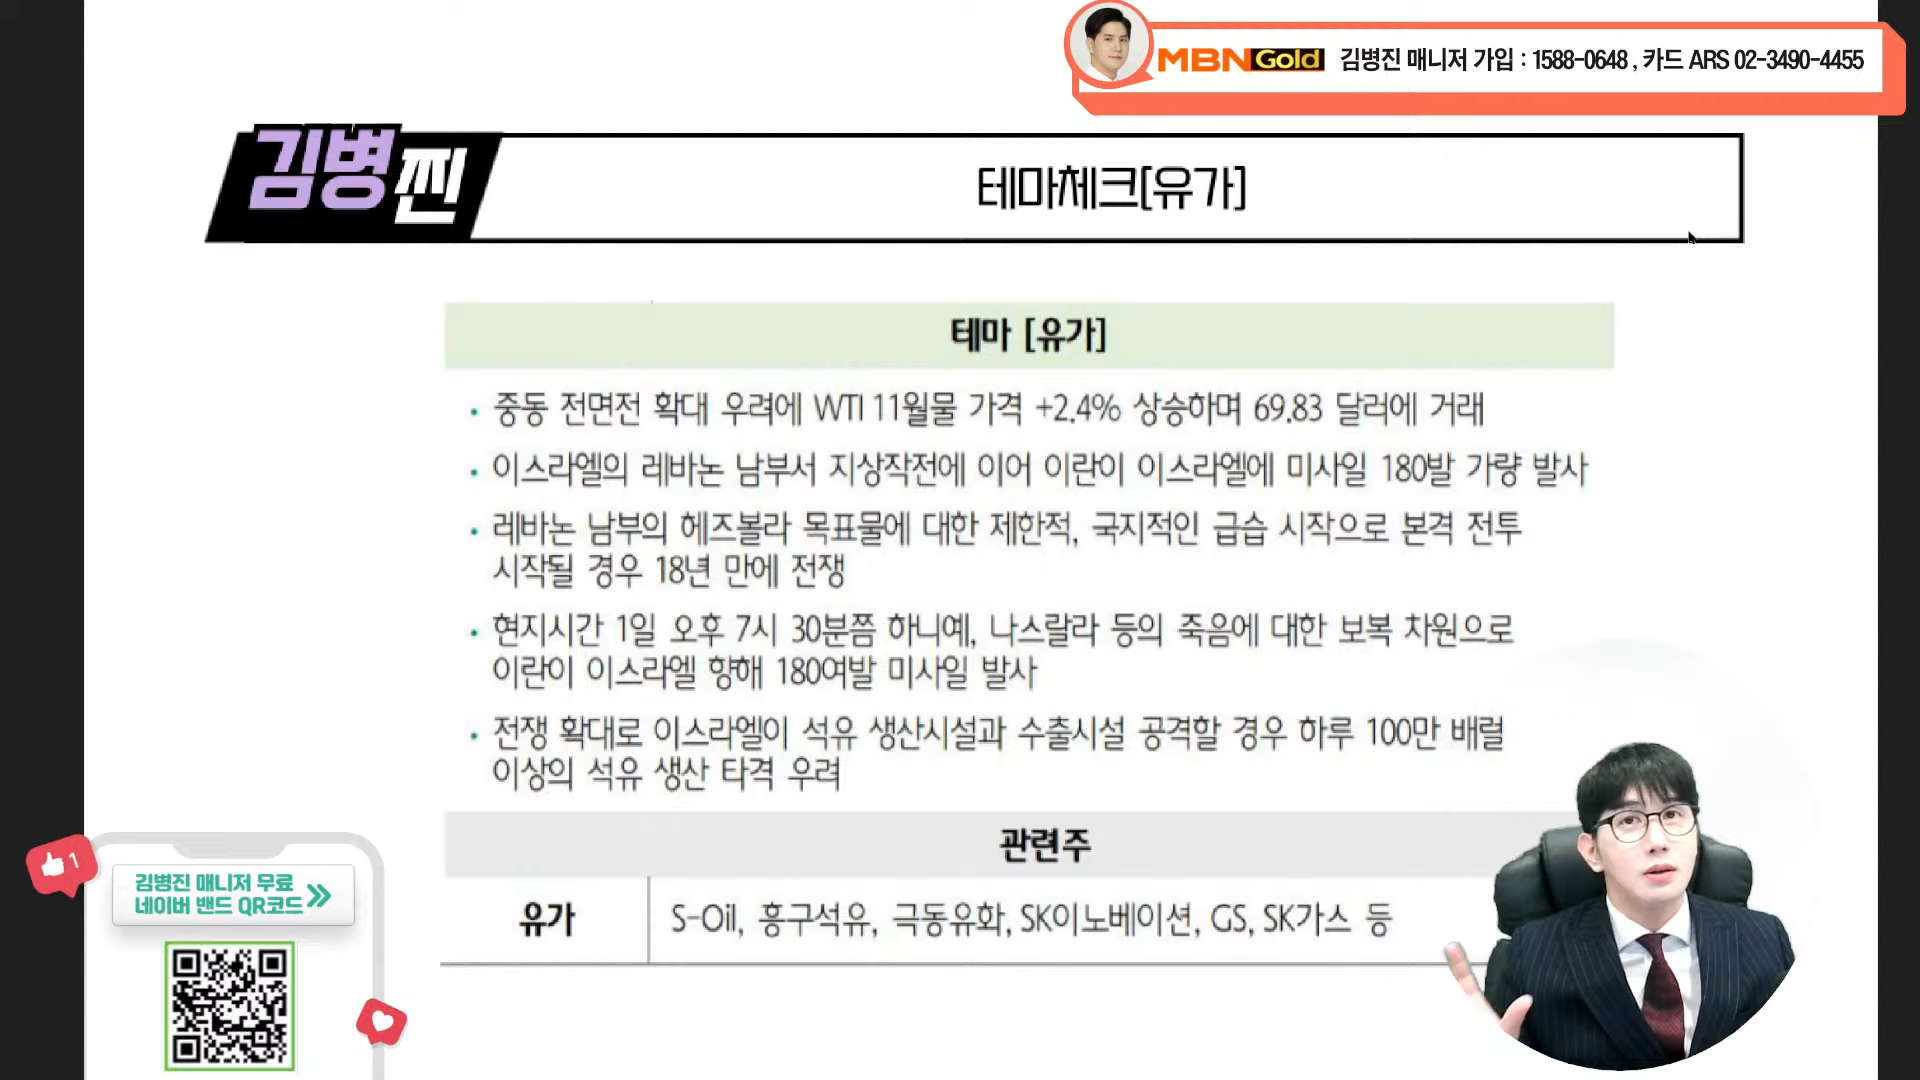 MBNGold 김병진 매니저 가입 : 1588-0648 , 카드 ARS 02-3490-4455
김병찐
테마체크[유가]
테마 [유가]
• 중동 전면전 확대 우려에 WTI 11월물 가격 +2.4% 상승하며 69.83 달러에 거래
• 이스라엘의 레바논 남부서 지상작전에 이어 이란이 이스라엘에 미사일 180발 가량 발사
• 레바논 남부의 헤즈볼라 목표물에 대한 제한적, 국지적인 급습 시작으로 본격 전투
시작될 경우 18년 만에 전쟁
• 현지시간 1일 오후 7시 30분쯤 하니예, 나스랄라 등의 죽음에 대한 보복 차원으로
이란이 이스라엘 향해 180여발 미사일 발사
• 전쟁 확대로 이스라엘이 석유 생산시설과 수출시설 공격할 경우 하루 100만 배럴
이상의 석유 생산 타격 우려
관련주
유가 S-Oil, 흥구석유, 극동유화, SK이노베이션, GS, SK가스 등
1
김병진 매니저 무료
네이버 밴드 QR코드